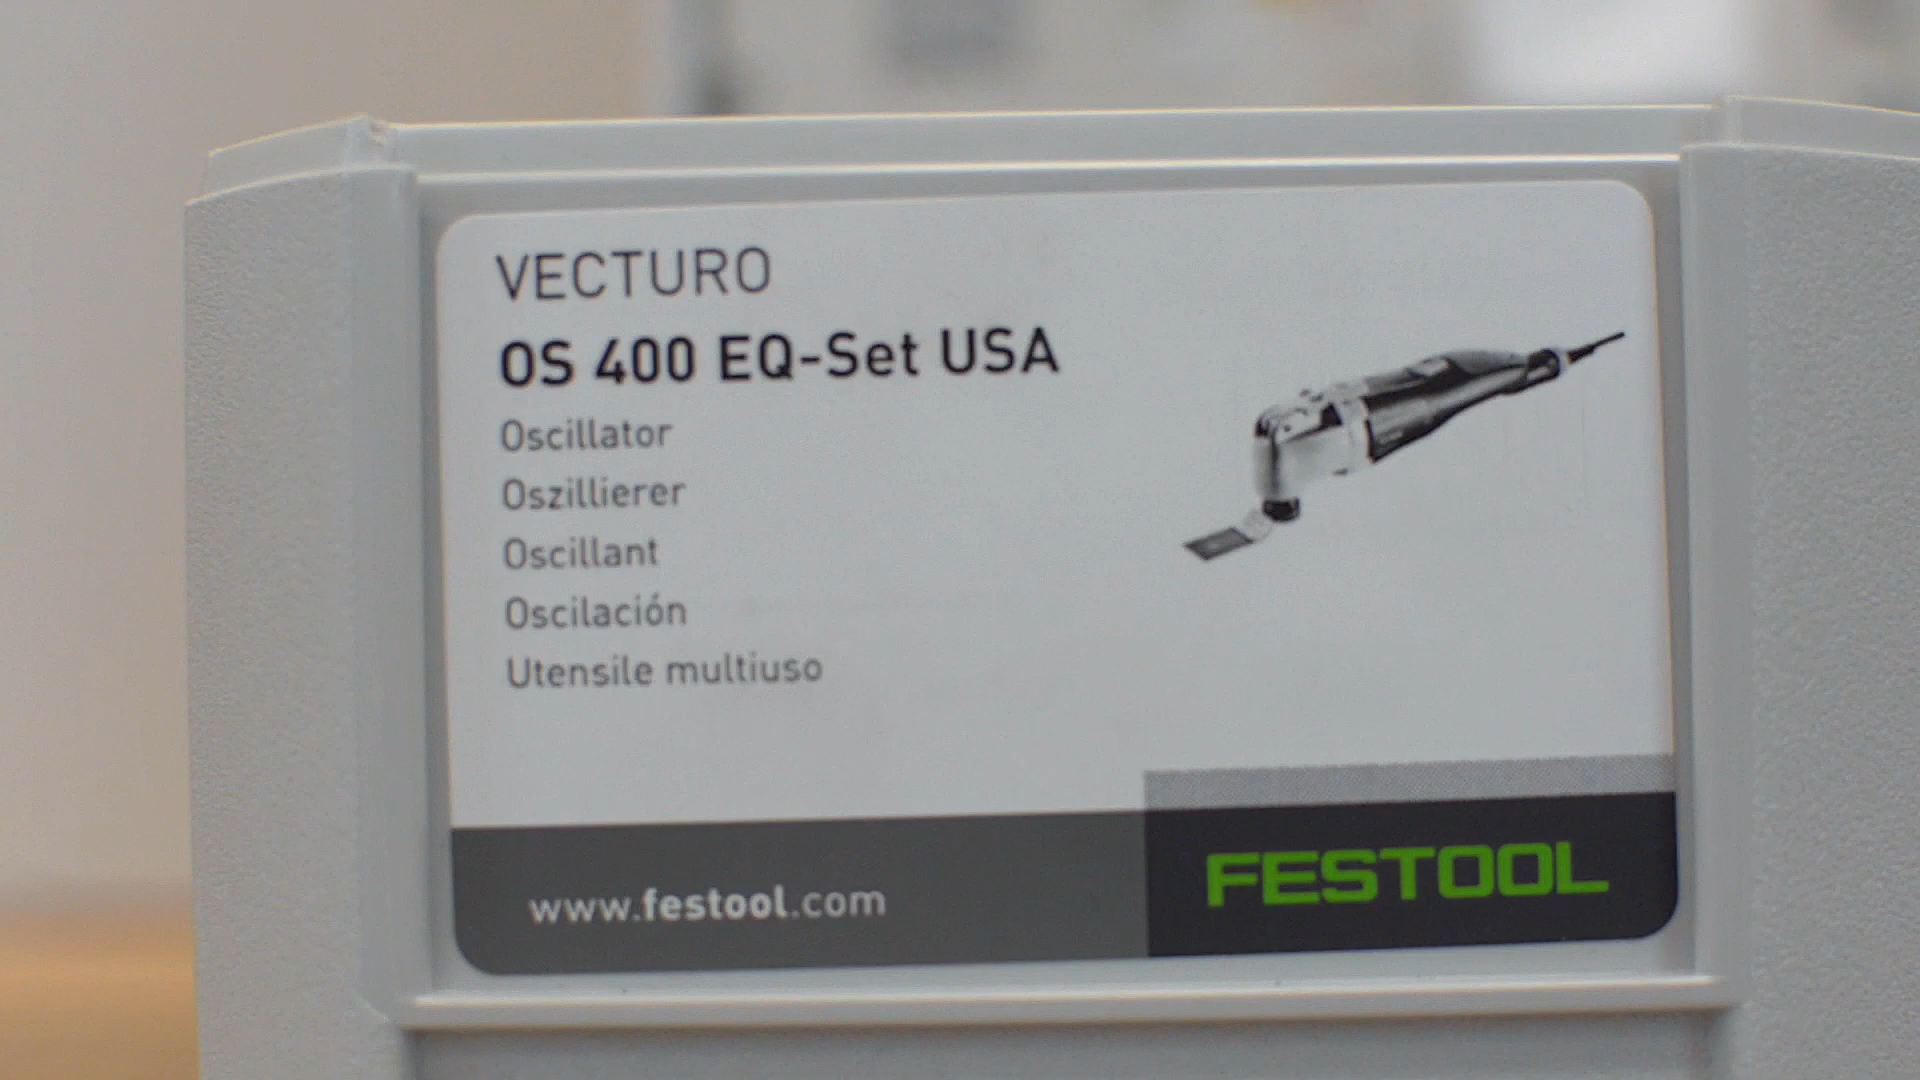 VECTURO
OS 400 EQ-Set USA
Oscillator
Oszillierer
Oscillant
Oscilación
Utensile multiuso
www.festool.com
FESTOOL